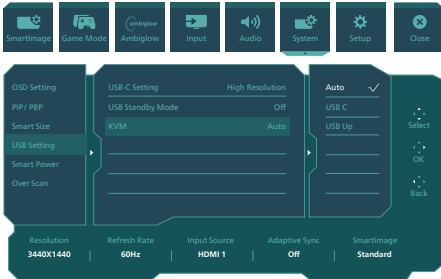 SmartImage Game Mode Ambiglow Input Audio System Setup Close
ambiglow
OSD Setting
PIP/ PBP
Smart Size
USB Setting
Smart Power
Over Scan
USB-C Setting High Resolution
USB Standby Mode Off
KVM Auto
Auto
USB C
USB Up
Select
OK
Back
Resolution Refresh Rate Input Source Adaptive Sync SmartImage
3440X1440 | 60Hz | HDMI 1 | Off | Standard